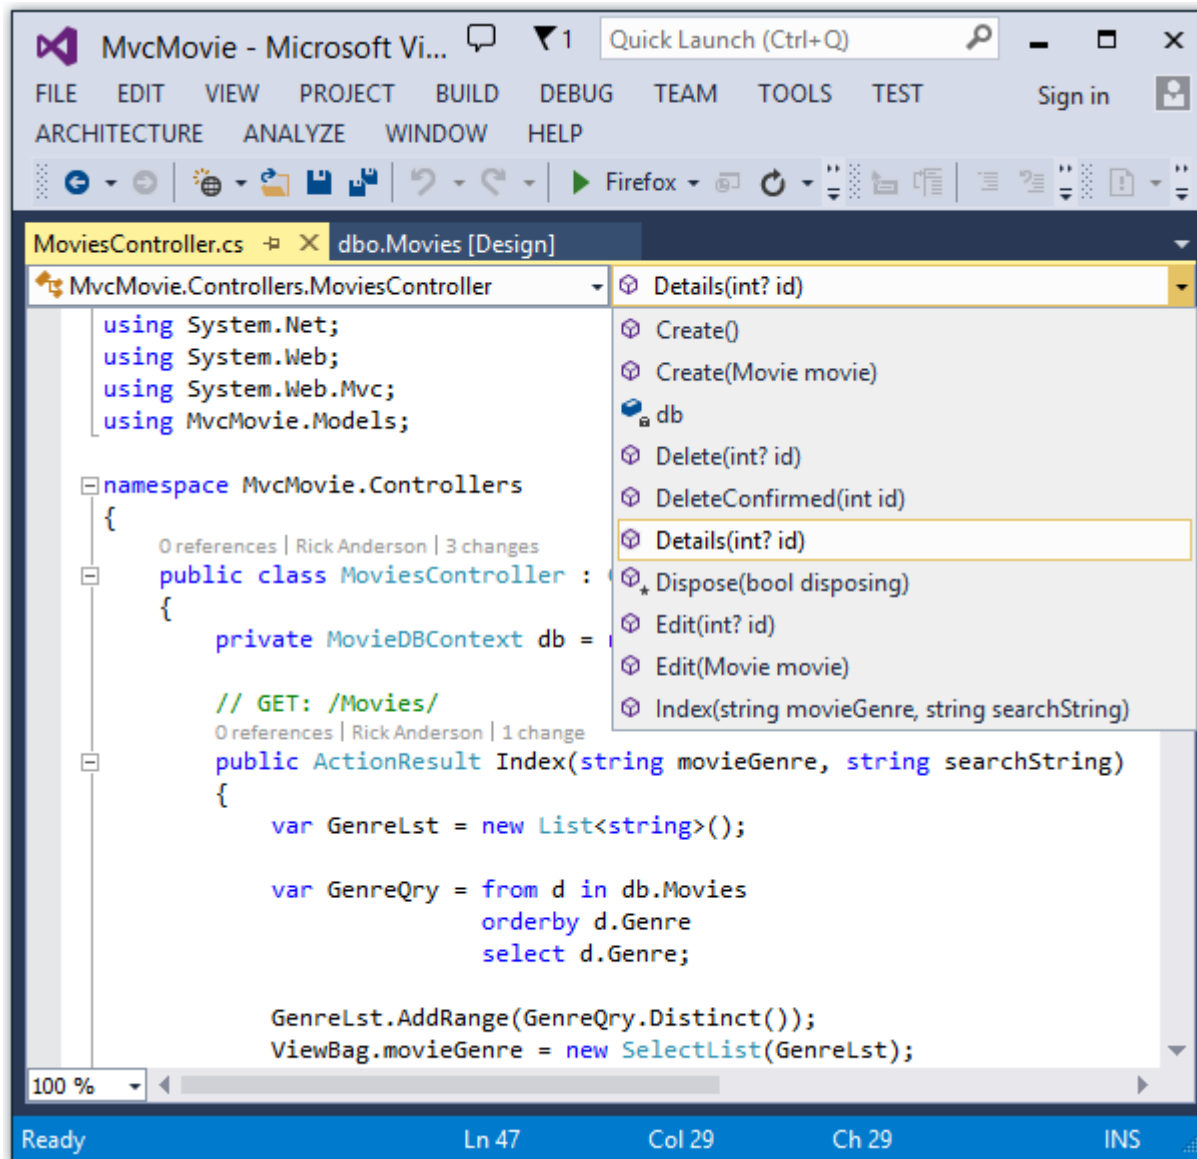 MvcMovie - Microsoft Vi... 1 Quick Launch (Ctrl+Q)
FILE EDIT VIEW PROJECT BUILD DEBUG TEAM TOOLS TEST Sign in
ARCHITECTURE ANALYZE WINDOW HELP
Firefox
MoviesController.cs dbo.Movies [Design]
MvcMovie.Controllers.MoviesController Details(int? id)
using System.Net;
using System.Web;
using System.Web.Mvc;
using MvcMovie.Models;
namespace MvcMovie.Controllers
{
0 references | Rick Anderson | 3 changes
public class MoviesController :
{
private MovieDBContext db =
Create()
Create(Movie movie)
db
Delete(int? id)
DeleteConfirmed(int id)
Details(int? id)
Dispose(bool disposing)
Edit(int? id)
Edit(Movie movie)
Index(string movieGenre, string searchString)
// GET: /Movies/
0 references | Rick Anderson | 1 change
public ActionResult Index(string movieGenre, string searchString)
{
var GenreLst = new List<string>();
var GenreQry = from d in db.Movies
orderby d.Genre
select d.Genre;
GenreLst.AddRange(GenreQry.Distinct());
ViewBag.movieGenre = new SelectList(GenreLst);
100 %
Ready Ln 47 Col 29 Ch 29 INS